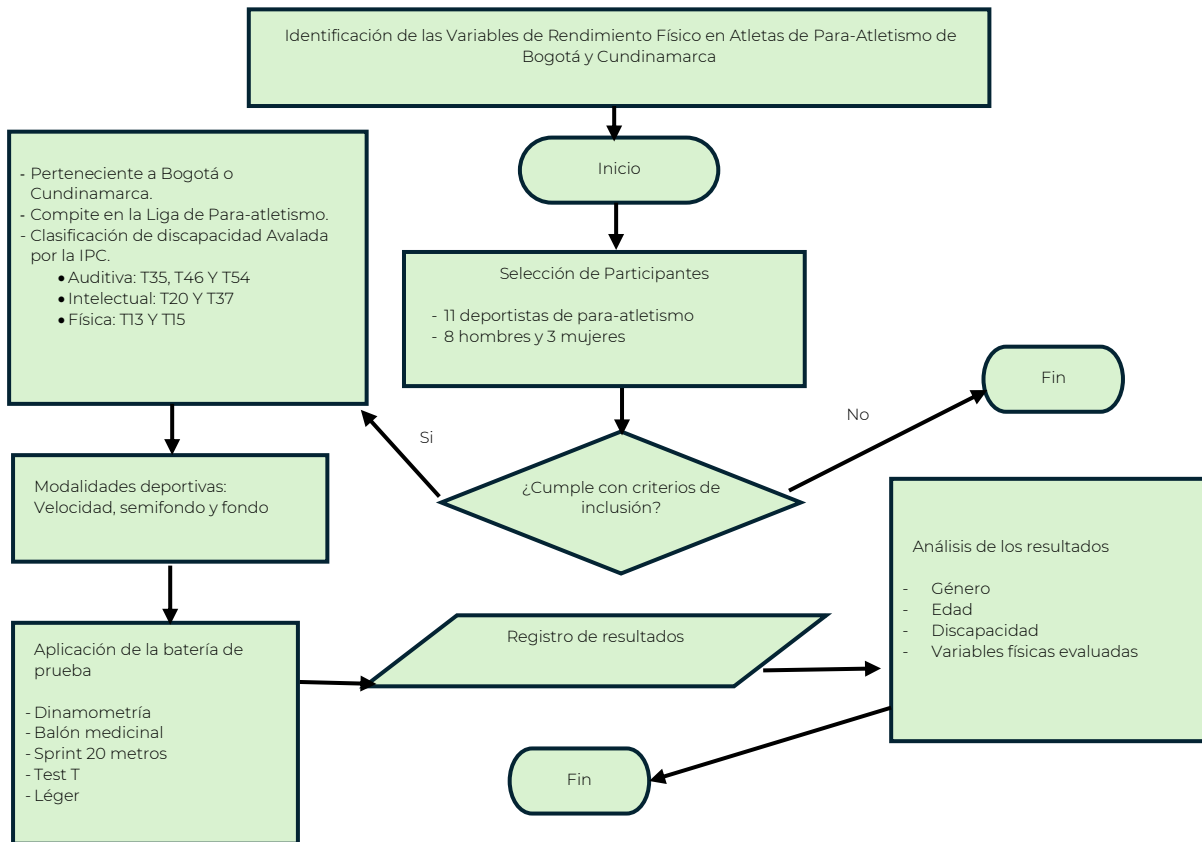 Identificación de las Variables de Rendimiento Físico en Atletas de Para-Atletismo de
Bogotá y Cundinamarca
Inicio
Selección de Participantes
- 11 deportistas de para-atletismo
- 8 hombres y 3 mujeres
¿Cumple con criterios de
inclusión?
No
Fin
Si
- Perteneciente a Bogotá o
Cundinamarca.
- Compite en la Liga de Para-atletismo.
- Clasificación de discapacidad Avalada
por la IPC.
• Auditiva: T35, T46 Y T54
• Intelectual: T20 Y T37
• Física: T13 Y T15
Modalidades deportivas:
Velocidad, semifondo y fondo
Aplicación de la batería de
prueba
- Dinamometría
- Balón medicinal
- Sprint 20 metros
- Test T
- Léger
Registro de resultados
Análisis de los resultados
- Género
- Edad
- Discapacidad
- Variables físicas evaluadas
Fin